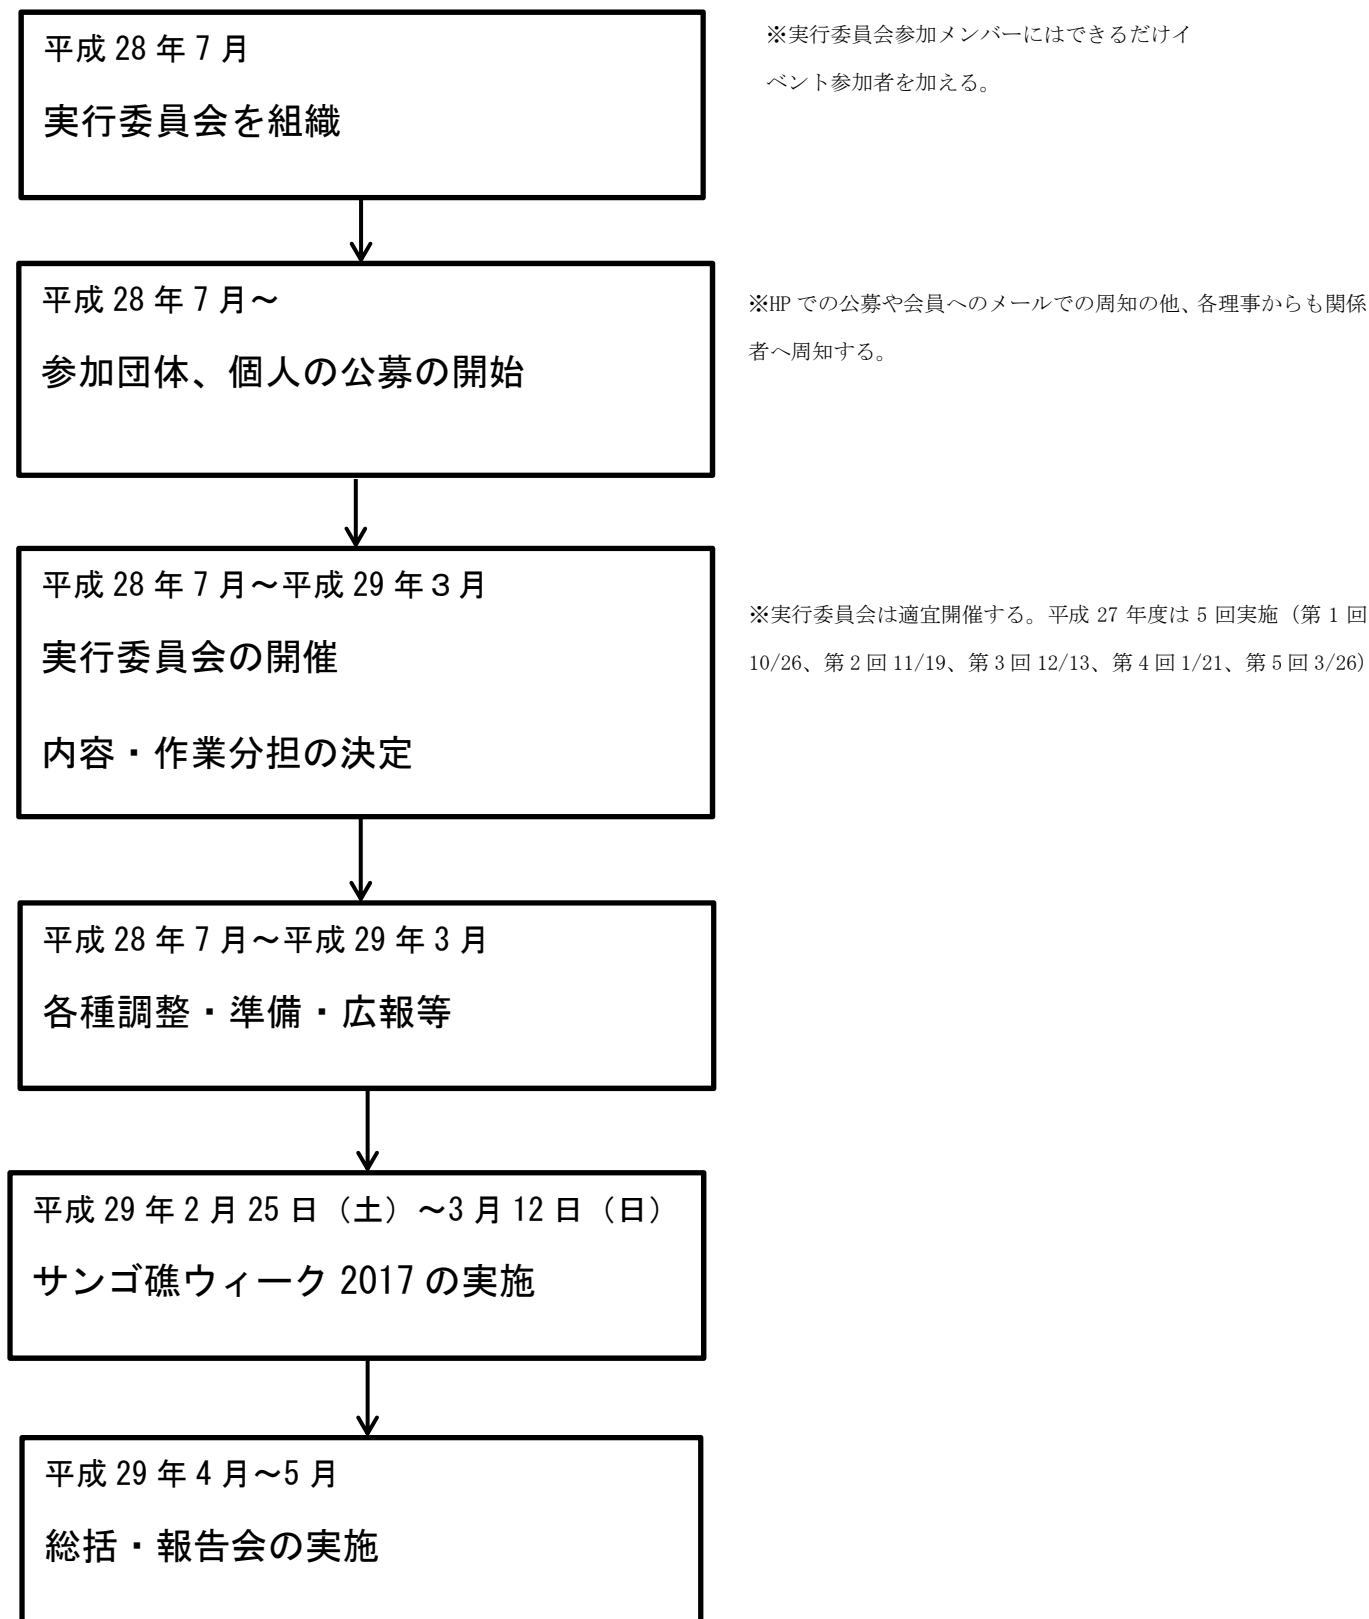 平成 28 年 7 月
実行委員会を組織
※実行委員会参加メンバーにはできるだけイ
ベント参加者を加える。
平成 28 年 7 月～
参加団体、個人の公募の開始
※HP での公募や会員へのメールでの周知の他、各理事からも関係
者へ周知する。
平成 28 年 7 月～平成 29 年３月
実行委員会の開催
内容・作業分担の決定
※実行委員会は適宜開催する。平成 27 年度は 5 回実施（第 1 回
10/26、第 2 回 11/19、第 3 回 12/13、第 4 回 1/21、第 5 回 3/26）
平成 28 年 7 月～平成 29 年 3 月
各種調整・準備・広報等
平成 29 年 2 月 25 日（土）～3 月 12 日（日）
サンゴ礁ウィーク 2017 の実施
平成 29 年 4 月～5 月
総括・報告会の実施